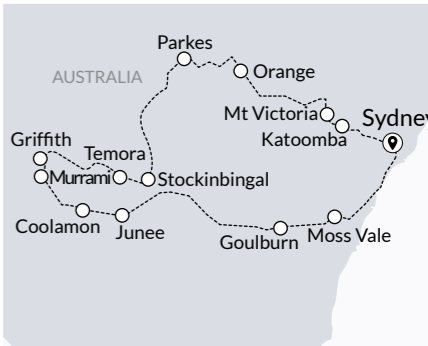 Parkes
AUSTRALIA
Orange
Mt Victoria
Sydney
Katoomba
Griffith
Temora
Murrami
Stockinbingal
Coolamon
Junee
Goulburn
Moss Vale